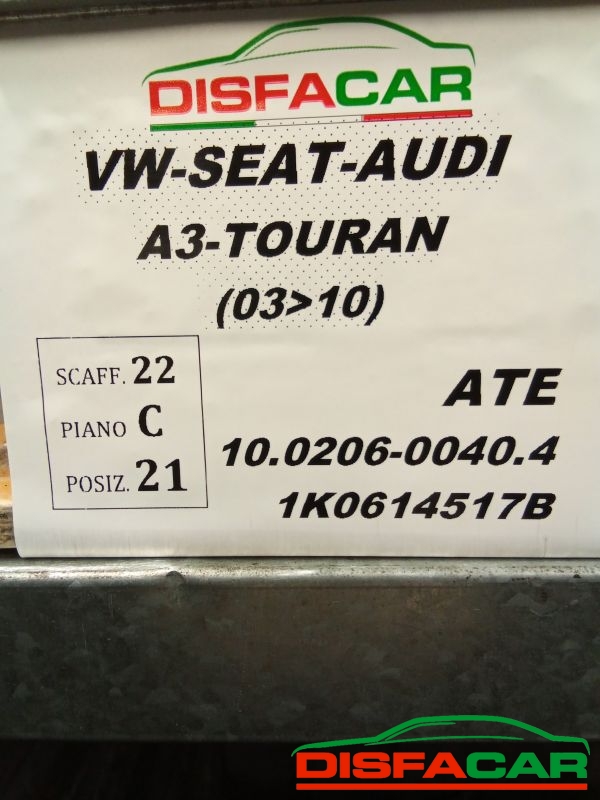 DISFACAR
VW-SEAT-AUDI
A3-TOURAN
(03>10)
SCAFF. 22
PIANO C
POSIZ. 21
ATE
10.0206-0040.4
1K0614517B
DISFACAR